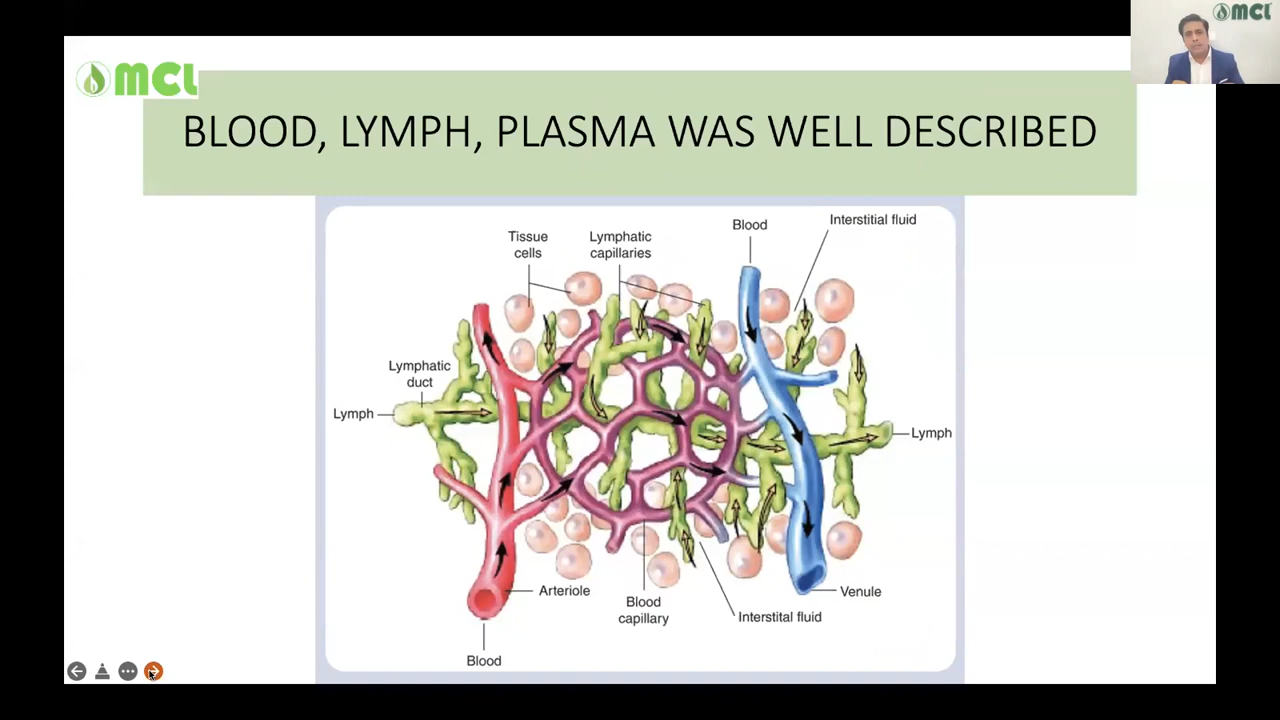 MCL
MCL
BLOOD, LYMPH, PLASMA WAS WELL DESCRIBED
Tissue
cells
Lymphatic
capillaries
Blood
Interstitial fluid
Lymphatic
duct
Lymph
Lymph
Arteriole
Blood
capillary
Interstital fluid
Venule
Blood